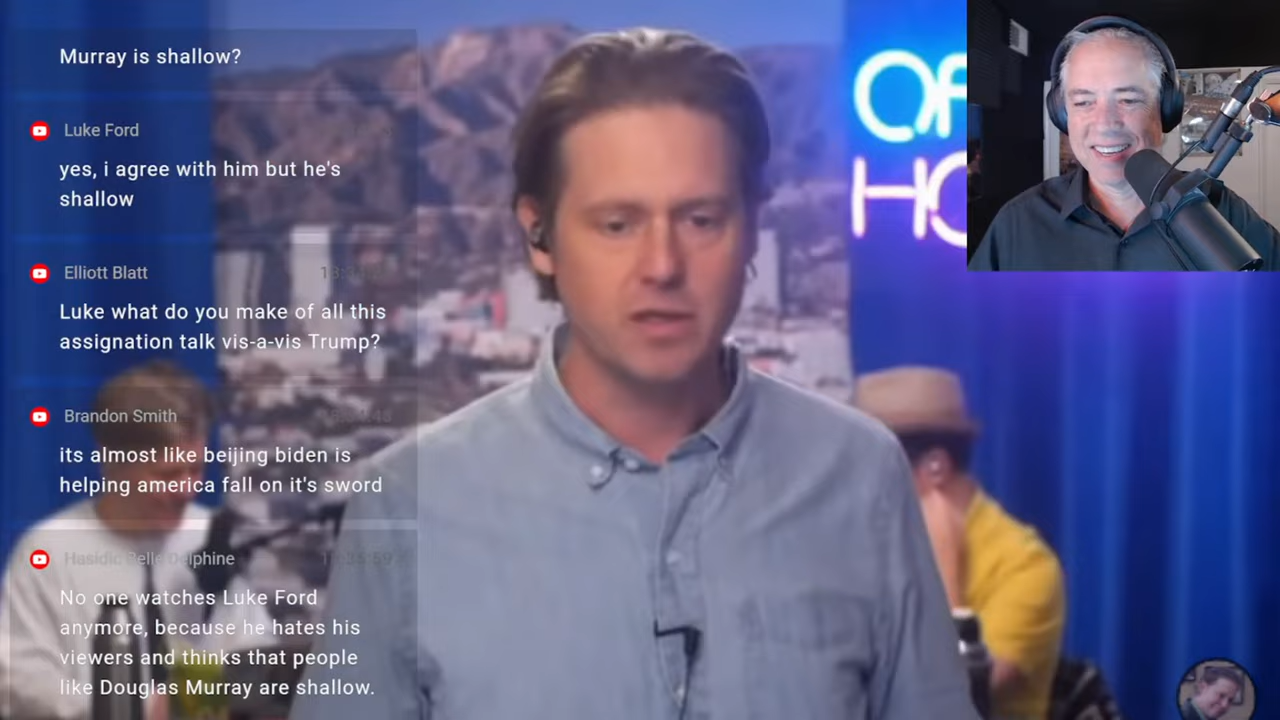 Murray is shallow?
Luke Ford
yes, i agree with him but he's
shallow
Elliott Blatt
Luke what do you make of all this
assignation talk vis-a-vis Trump?
Brandon Smith
its almost like beijing biden is
helping america fall on it's sword
Hasidic Belle Delphine
No one watches Luke Ford
anymore, because he hates his
viewers and thinks that people
like Douglas Murray are shallow.